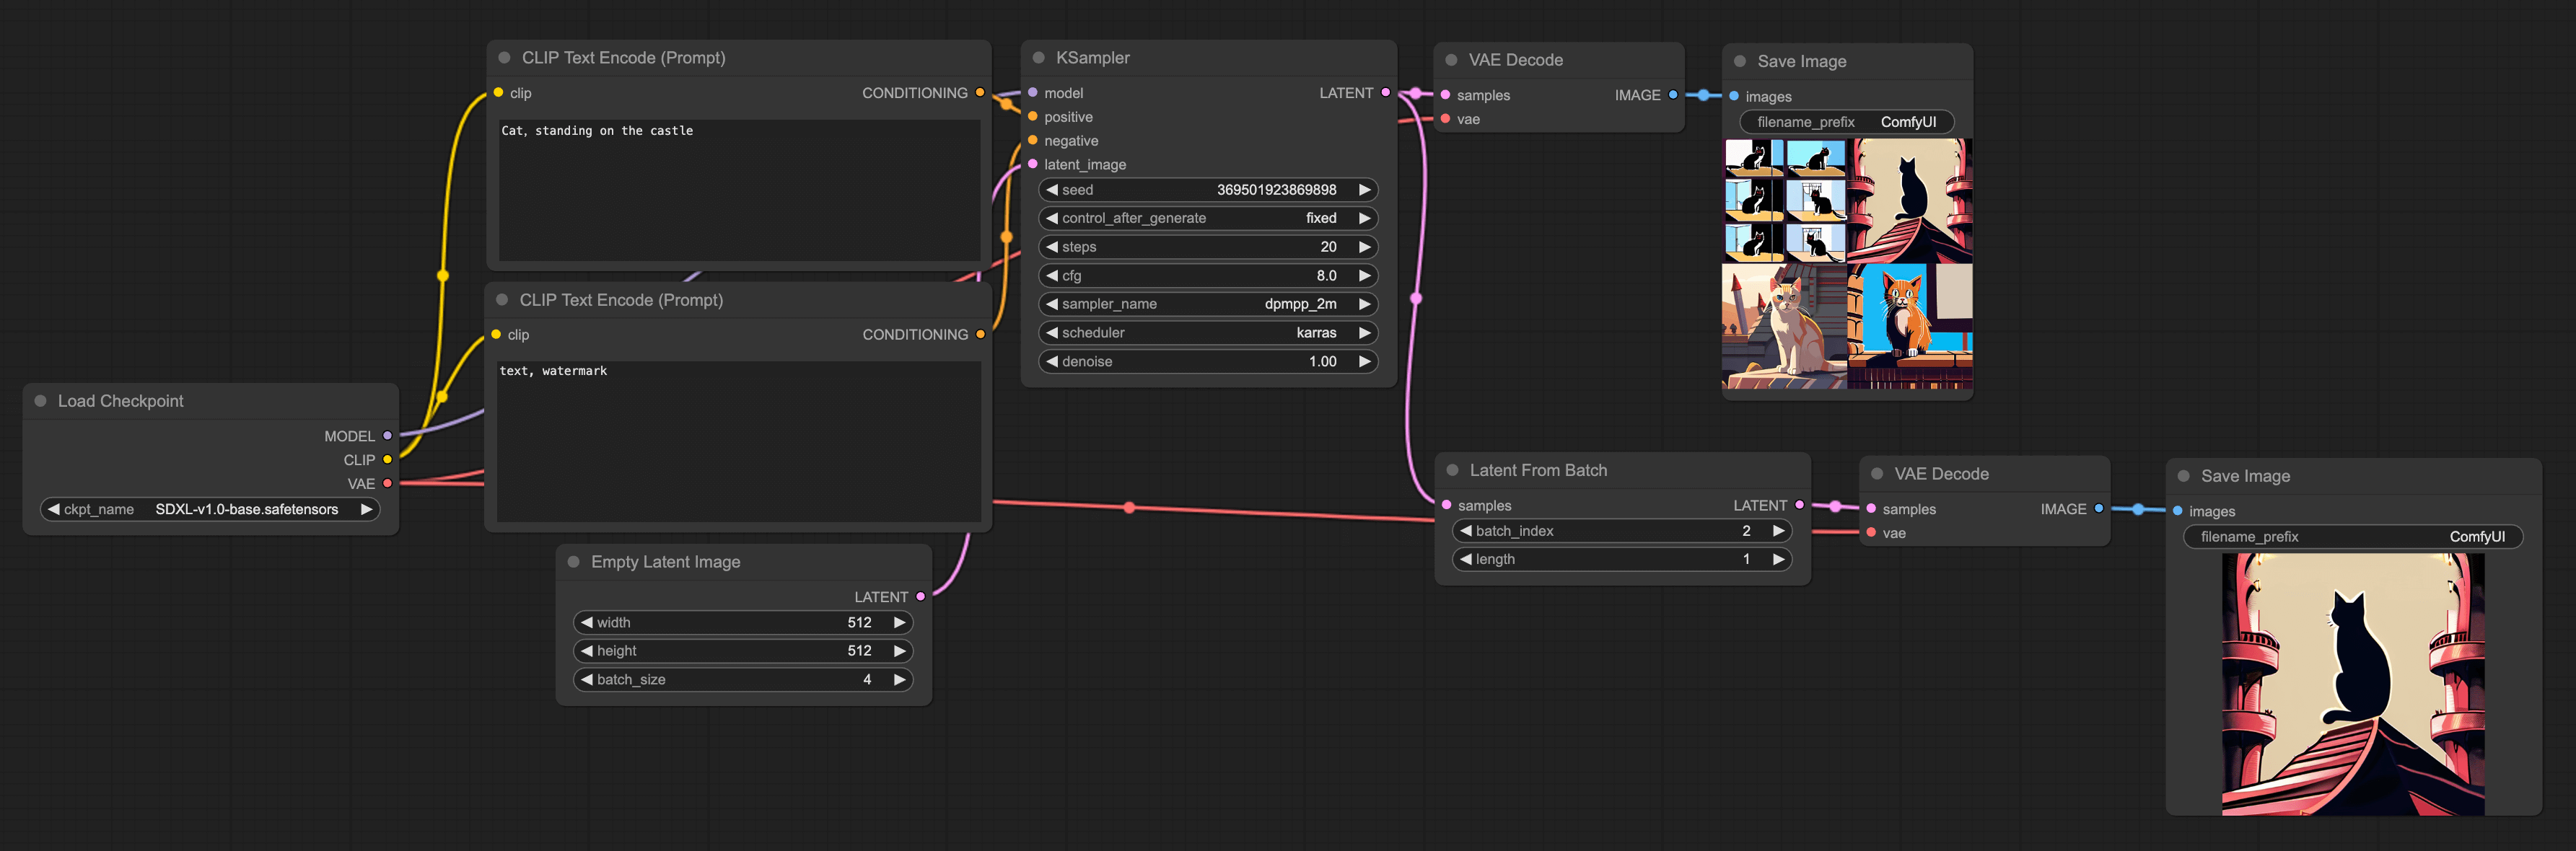 CLIP Text Encode (Prompt)
clip CONDITIONING
Cat, standing on the castle
KSampler
model LATENT
positive
negative
latent_image
seed 369501923869898
control_after_generate fixed
steps 20
cfg 8.0
sampler_name dpmpp_2m
scheduler karras
denoise 1.00
VAE Decode
samples IMAGE
vae
Save Image
images
filename_prefix ComfyUI
CLIP Text Encode (Prompt)
clip CONDITIONING
text, watermark
Load Checkpoint
MODEL
CLIP
VAE
ckpt_name SDXL-v1.0-base.safetensors
Empty Latent Image
LATENT
width 512
height 512
batch_size 4
Latent From Batch
samples LATENT
batch_index 2
length 1
VAE Decode
samples IMAGE
vae
Save Image
images
filename_prefix ComfyUI